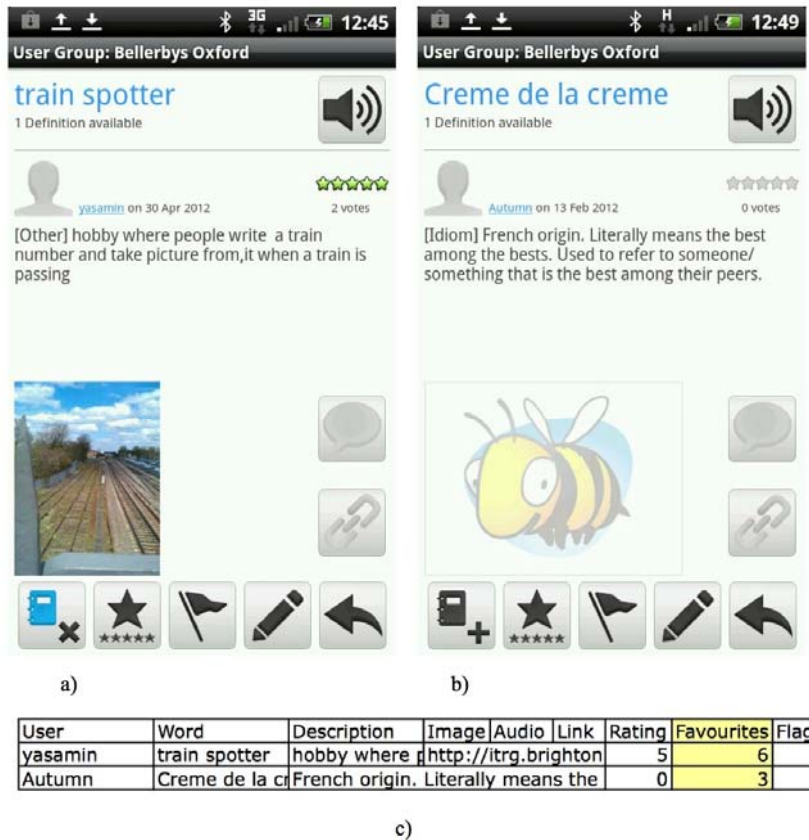 3G 12:45
User Group: Bellerbys Oxford
train spotter
1 Definition available
yasamin on 30 Apr 2012
2 votes
[Other] hobby where people write a train
number and take picture from,it when a train is
passing
a)
H 12:49
User Group: Bellerbys Oxford
Creme de la creme
1 Definition available
Autumn on 13 Feb 2012
0 votes
[Idiom] French origin. Literally means the best
among the bests. Used to refer to someone/
something that is the best among their peers.
b)
User Word Description Image Audio Link Rating Favourites Flag
yasamin train spotter hobby where p http://itrg.brighton 5 6
Autumn Creme de la cr French origin. Literally means the 0 3
c)